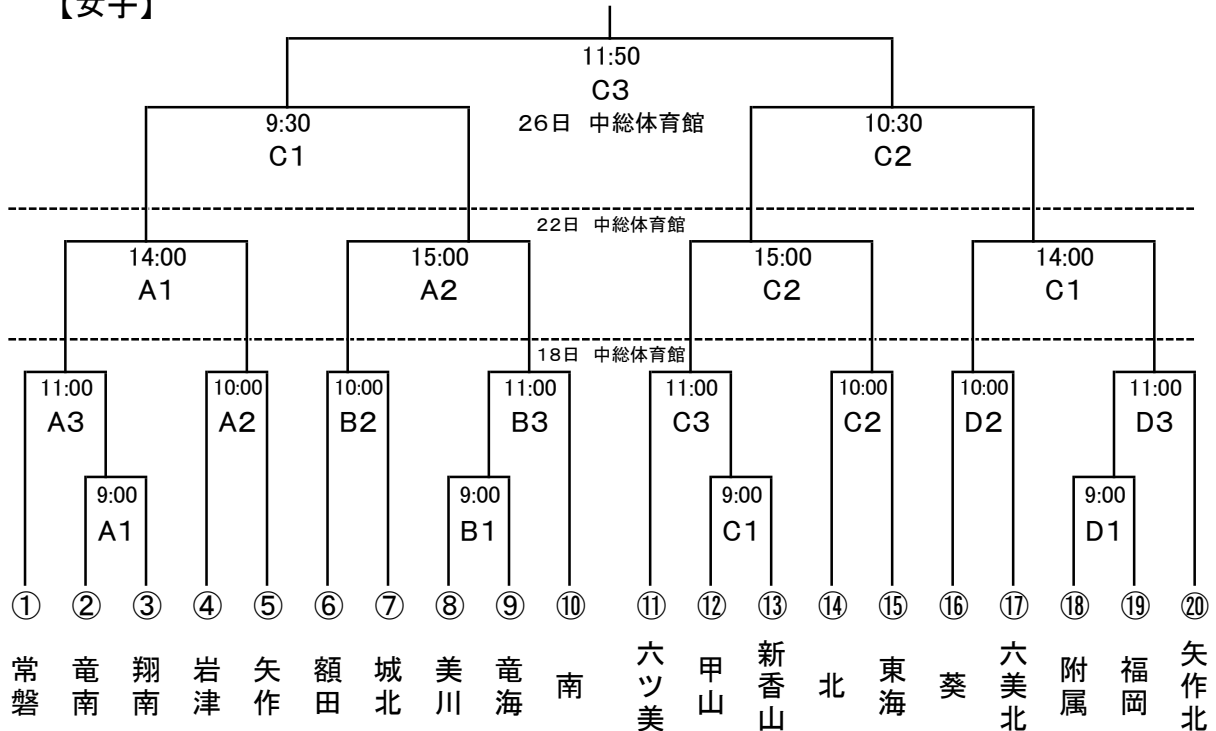 【女子】
11:50
C3
26日 中総体育館
9:30
C1
10:30
C2
22日 中総体育館
14:00
A1
15:00
A2
15:00
C2
14:00
C1
18日 中総体育館
11:00
A3
10:00
A2
10:00
B2
11:00
B3
11:00
C3
10:00
C2
10:00
D2
11:00
D3
9:00
A1
9:00
B1
9:00
C1
9:00
D1
① ② ③ ④ ⑤ ⑥ ⑦ ⑧ ⑨ ⑩ ⑪ ⑫ ⑬ ⑭ ⑮ ⑯ ⑰ ⑱ ⑲ ⑳
常磐
竜南
翔南
岩津
矢作
額田
城北
美川
竜海
南
六ツ美
甲山
新香山
北
東海
葵
六美北
附属
福岡
矢作北